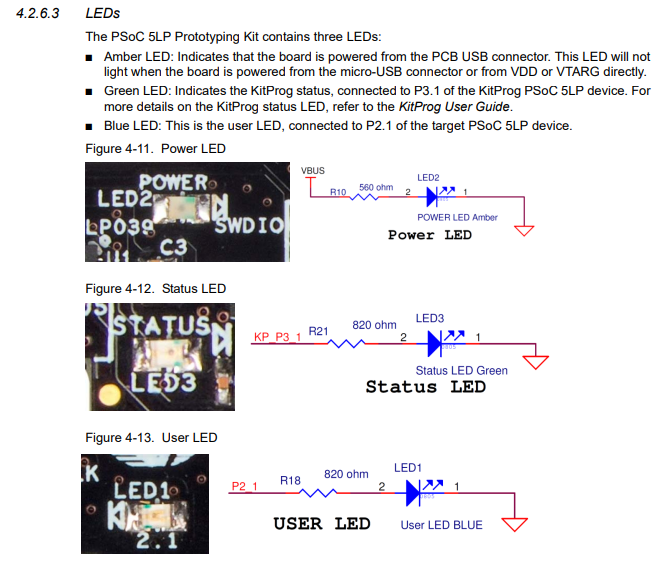 4.2.6.3 LEDs
The PSoC 5LP Prototyping Kit contains three LEDs:
■ Amber LED: Indicates that the board is powered from the PCB USB connector. This LED will not
light when the board is powered from the micro-USB connector or from VDD or VTARG directly.
■ Green LED: Indicates the KitProg status, connected to P3.1 of the KitProg PSoC 5LP device. For
more details on the KitProg status LED, refer to the KitProg User Guide.
■ Blue LED: This is the user LED, connected to P2.1 of the target PSoC 5LP device.
Figure 4-11. Power LED
POWER
LED2
LP039
SWDIO
C3
VBUS
R10
560 ohm
2
LED2
1
POWER LED Amber
Power LED
Figure 4-12. Status LED
STATUS
LED3
KP_P3_1
R21
820 ohm
2
LED3
1
0805
Status LED Green
Status LED
Figure 4-13. User LED
K
LED1
2.1
P2_1
R18
820 ohm
2
LED1
1
0805
User LED BLUE
USER LED